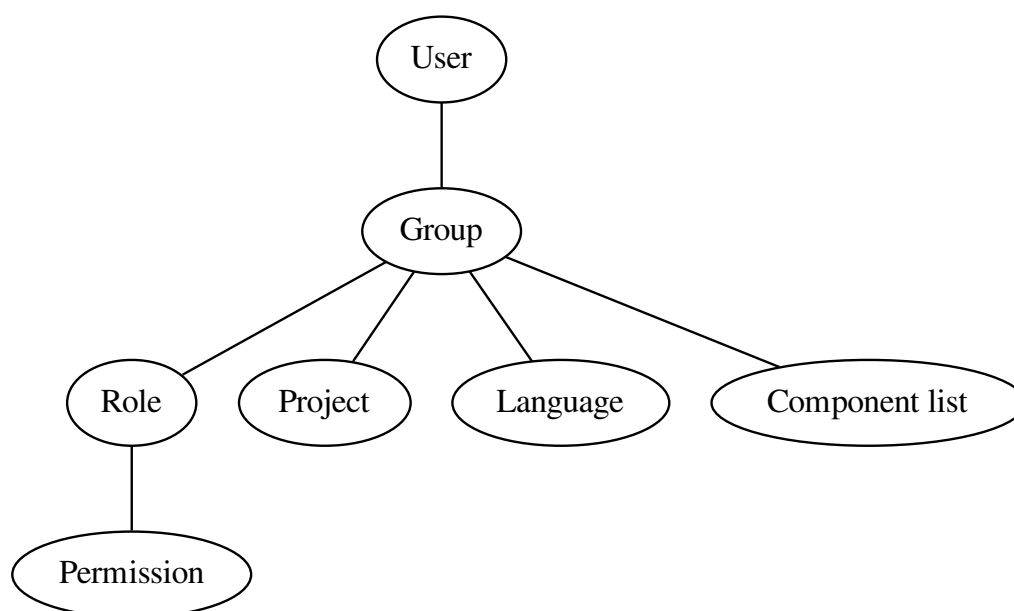 User
Group
Role
Project
Language
Component list
Permission